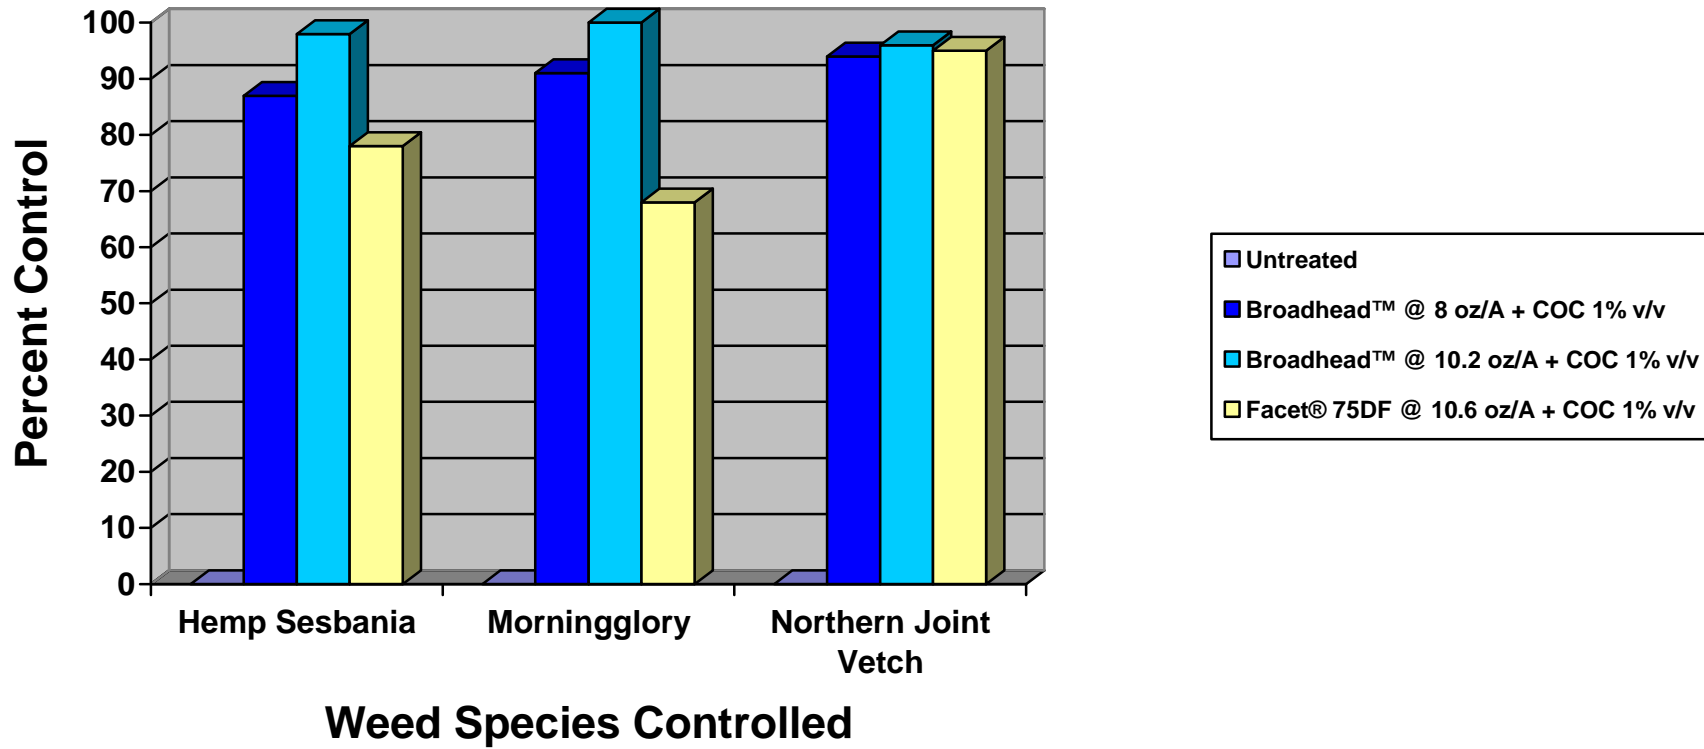 Percent Control
100
90
80
70
60
50
40
30
20
10
0
Hemp Sesbania
Morningglory
Northern Joint
Vetch
Weed Species Controlled
Untreated
Broadhead™ @ 8 oz/A + COC 1% v/v
Broadhead™ @ 10.2 oz/A + COC 1% v/v
Facet® 75DF @ 10.6 oz/A + COC 1% v/v